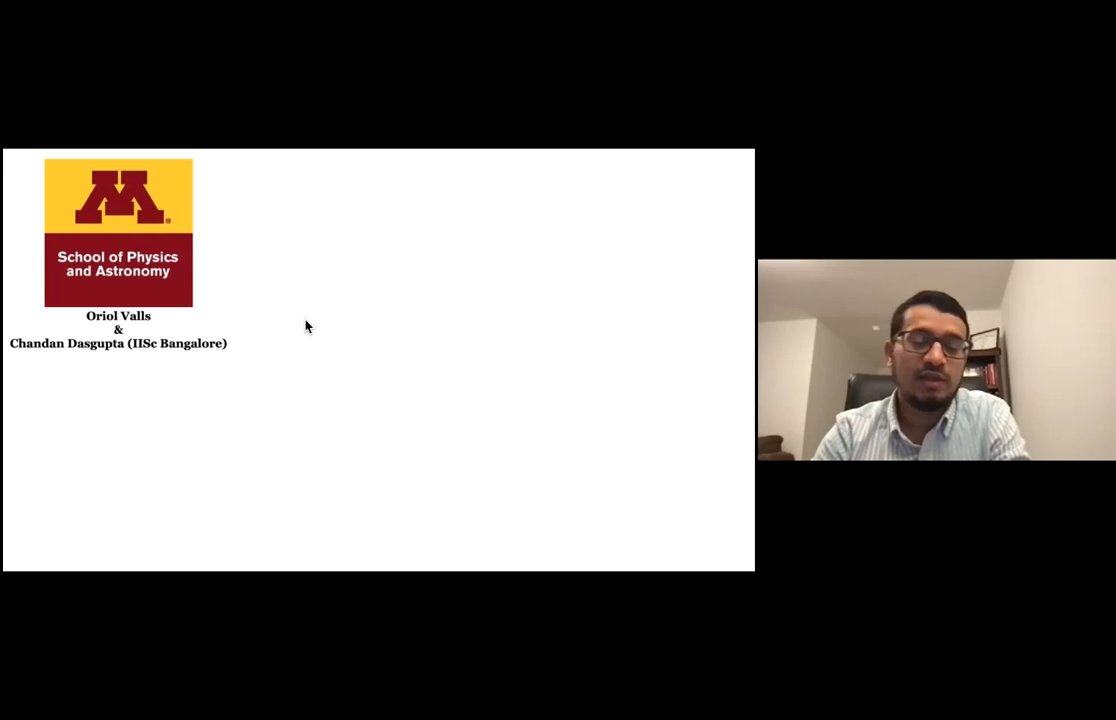 M®
School of Physics
and Astronomy
Oriol Valls
&
Chandan Dasgupta (IISc Bangalore)